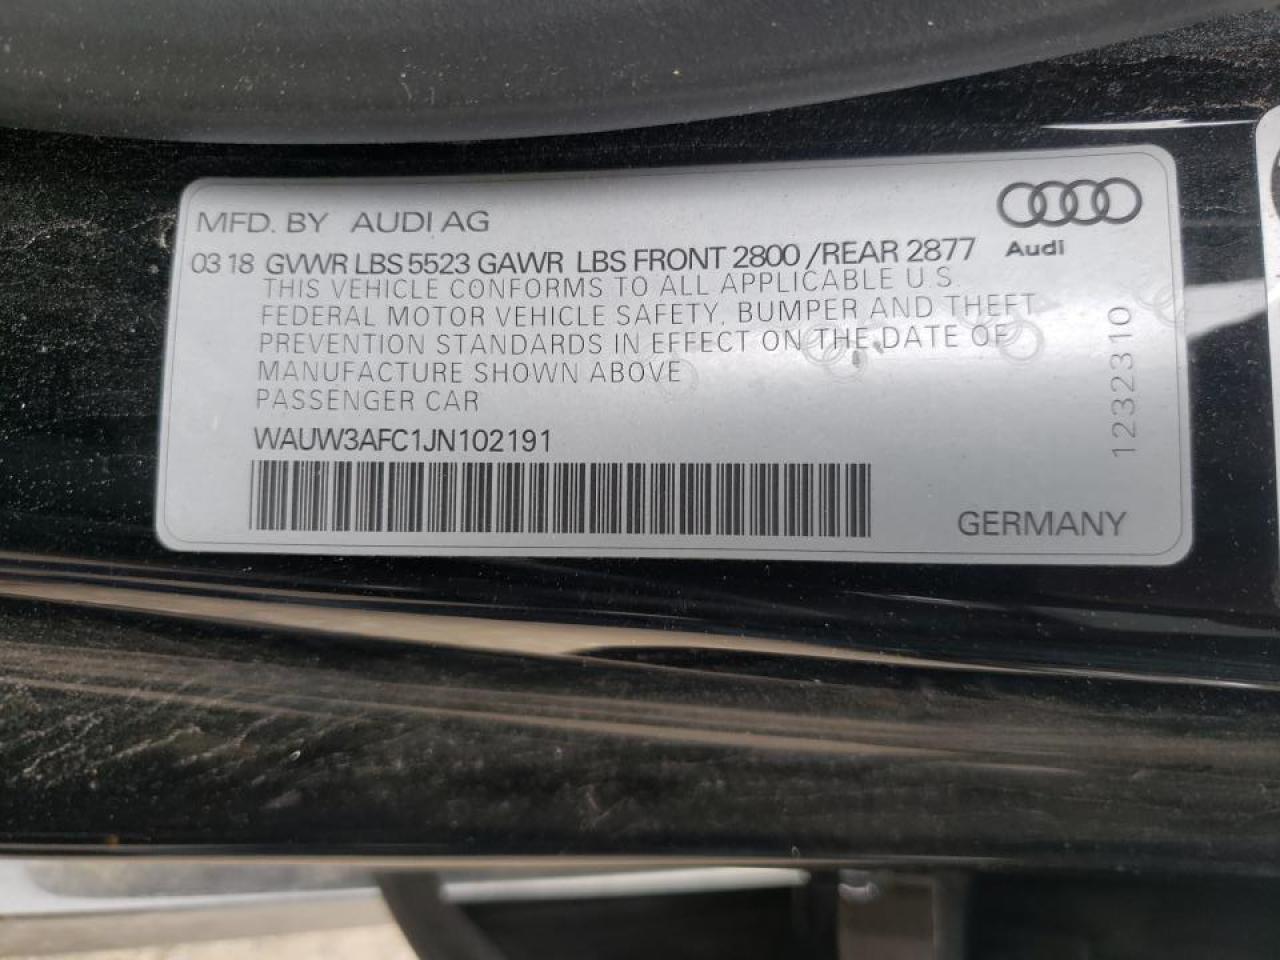 MFD. BY AUDI AG
Audi
03 18 GVWR LBS 5523 GAWR LBS FRONT 2800 /REAR 2877
THIS VEHICLE CONFORMS TO ALL APPLICABLE U.S.
FEDERAL MOTOR VEHICLE SAFETY, BUMPER AND THEFT
PREVENTION STANDARDS IN EFFECT ON THE DATE OF
MANUFACTURE SHOWN ABOVE
PASSENGER CAR
WAUW3AFC1JN102191
1232310
GERMANY